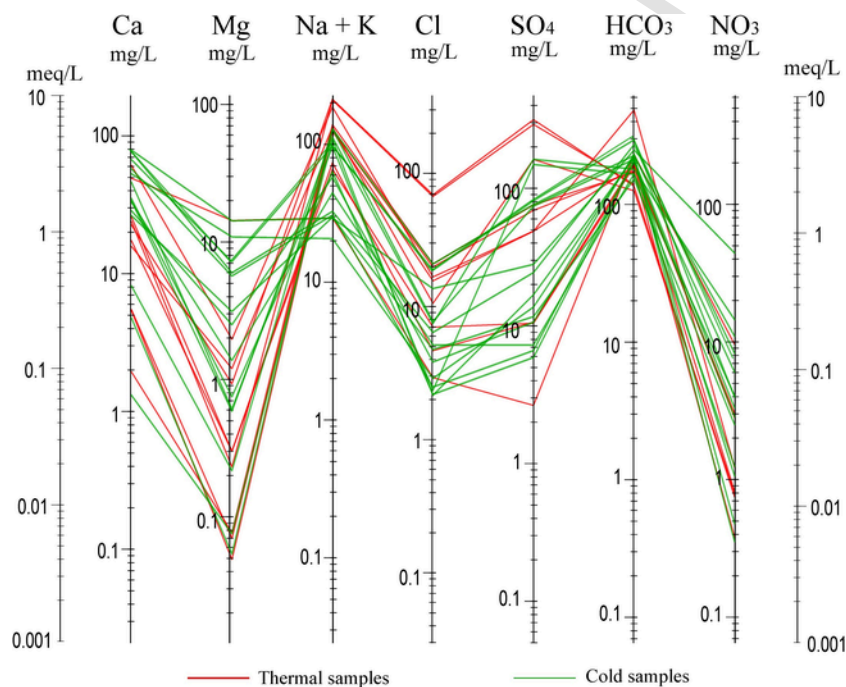 Ca Mg Na + K Cl SO4 HCO3 NO3
mg/L mg/L mg/L mg/L mg/L mg/L mg/L
meq/L meq/L
10 10
100 100 100 100 100 100 100
1 1
10 10 10 10 10 10 10
0.1 0.1
1 1 1 1 1 1 1
0.01 0.01
0.1 0.1 0.1 0.1 0.1 0.1 0.1
0.001 0.001
Thermal samples Cold samples